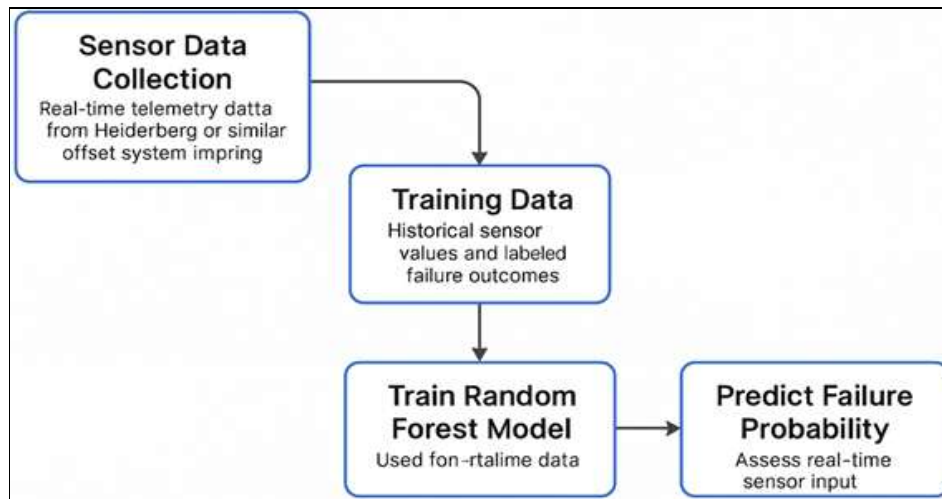 Sensor Data
Collection
Real-time telemetry datta
from Heiderberg or similar
offset system impring
Training Data
Historical sensor
values and labeled
failure outcomes
Train Random
Forest Model
Used fon-rtalime data
Predict Failure
Probability
Assess real-time
sensor input